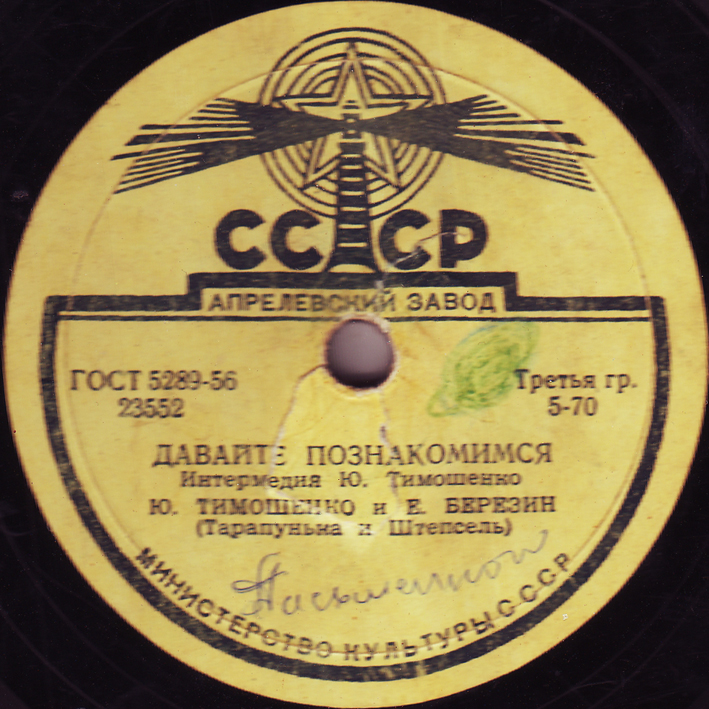 СССР
АПРЕЛЕВСКИЙ ЗАВОД
ГОСТ 5289-56
23552
Третья гр.
5-70
ДАВАЙТЕ ПОЗНАКОМИМСЯ
Интермедия Ю. Тимошенко
Ю. ТИМОШЕНКО и Е. БЕРЕЗИН
(Тарапунька и Штепсель)
МИНИСТЕРСТВО КУЛЬТУРЫ СССР